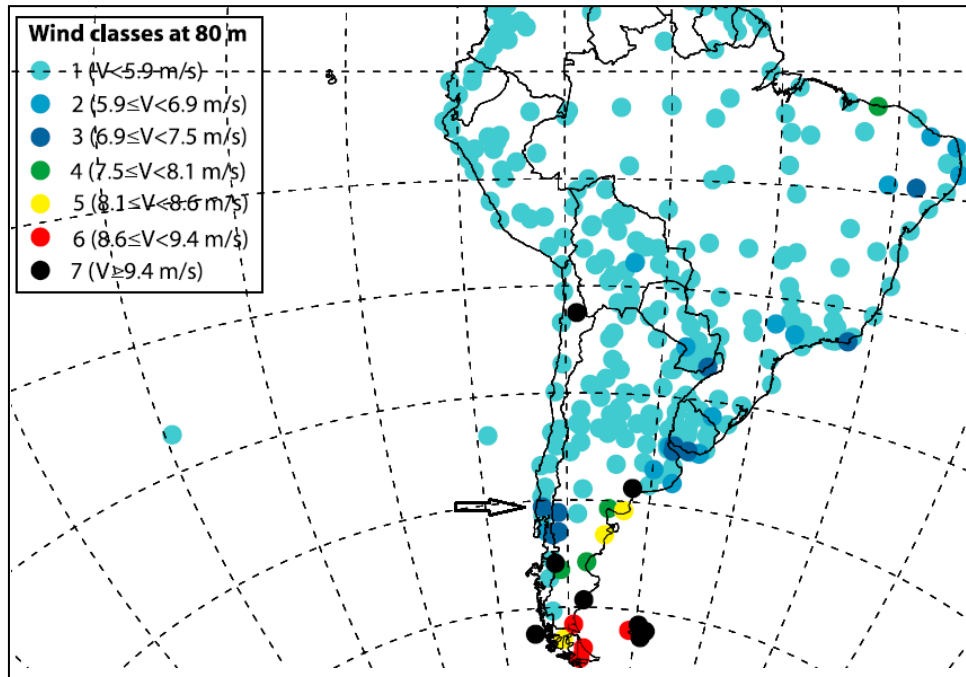 Wind classes at 80 m
1 (V<5.9 m/s)
2 (5.9≤V<6.9 m/s)
3 (6.9≤V<7.5 m/s)
4 (7.5≤V<8.1 m/s)
5 (8.1≤V<8.6 m/s)
6 (8.6≤V<9.4 m/s)
7 (V≥9.4 m/s)